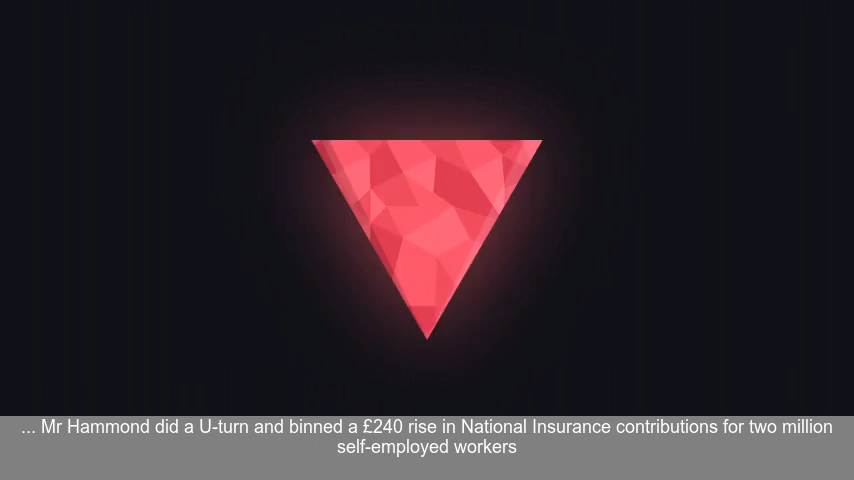 ... Mr Hammond did a U-turn and binned a £240 rise in National Insurance contributions for two million
self-employed workers